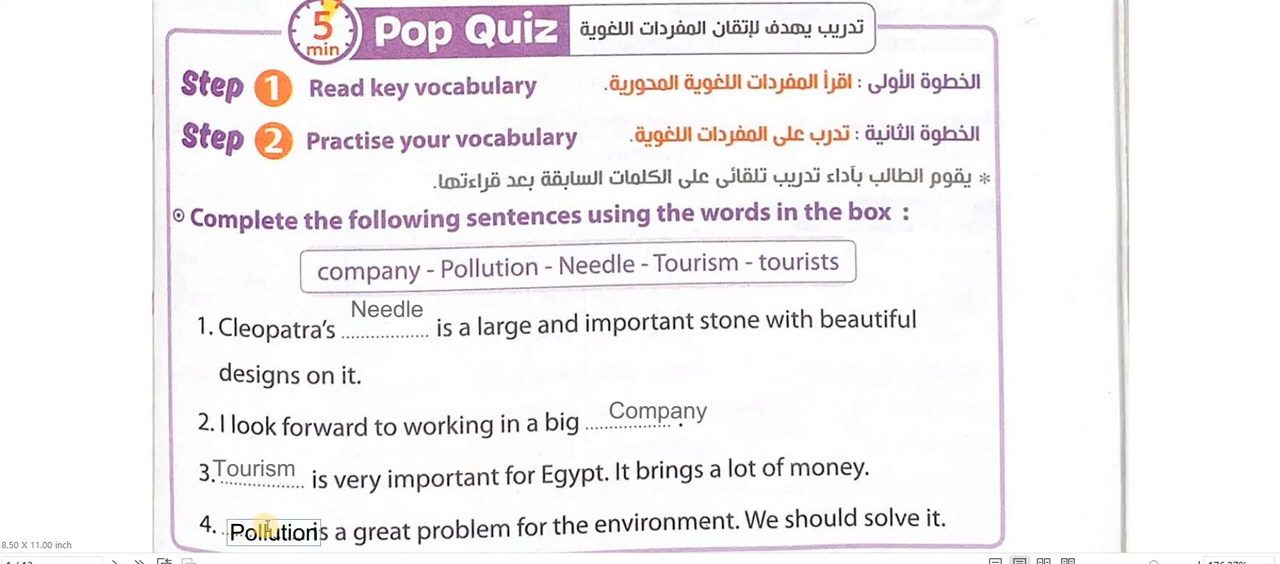 5 min Pop Quiz تدريب يهدف لإتقان المفردات اللغوية
Step 1 Read key vocabulary الخطوة الأولى : اقرأ المفردات اللغوية المحورية.
Step 2 Practise your vocabulary الخطوة الثانية : تدرب على المفردات اللغوية.
* يقوم الطالب بآداء تدريب تلقائى على الكلمات السابقة بعد قراءتها.
Complete the following sentences using the words in the box :
company - Pollution - Needle - Tourism - tourists
1. Cleopatra's Needle is a large and important stone with beautiful
designs on it.
2. I look forward to working in a big Company.
3. Tourism is very important for Egypt. It brings a lot of money.
4. Pollution is a great problem for the environment. We should solve it.
8.50 X 11.00 inch